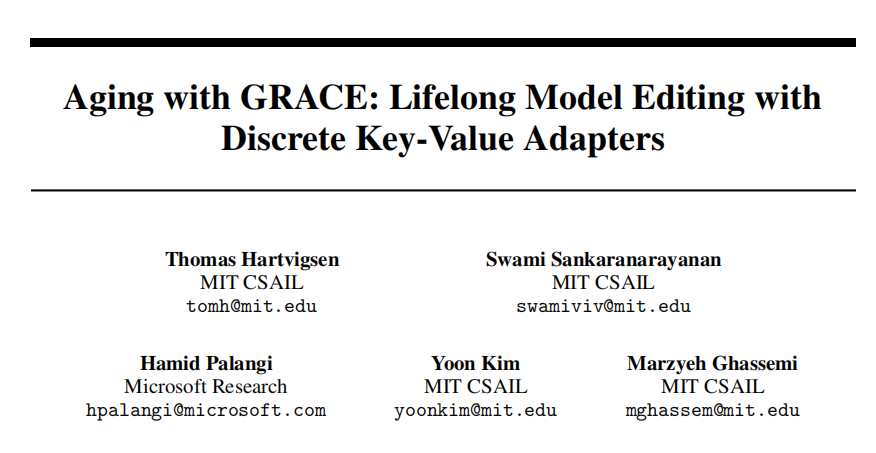 Aging with GRACE: Lifelong Model Editing with
Discrete Key-Value Adapters
Thomas Hartvigsen
MIT CSAIL
tomh@mit.edu
Swami Sankaranarayanan
MIT CSAIL
swamiviv@mit.edu
Hamid Palangi
Microsoft Research
hpalangi@microsoft.com
Yoon Kim
MIT CSAIL
yoonkim@mit.edu
Marzyeh Ghassemi
MIT CSAIL
mghassem@mit.edu